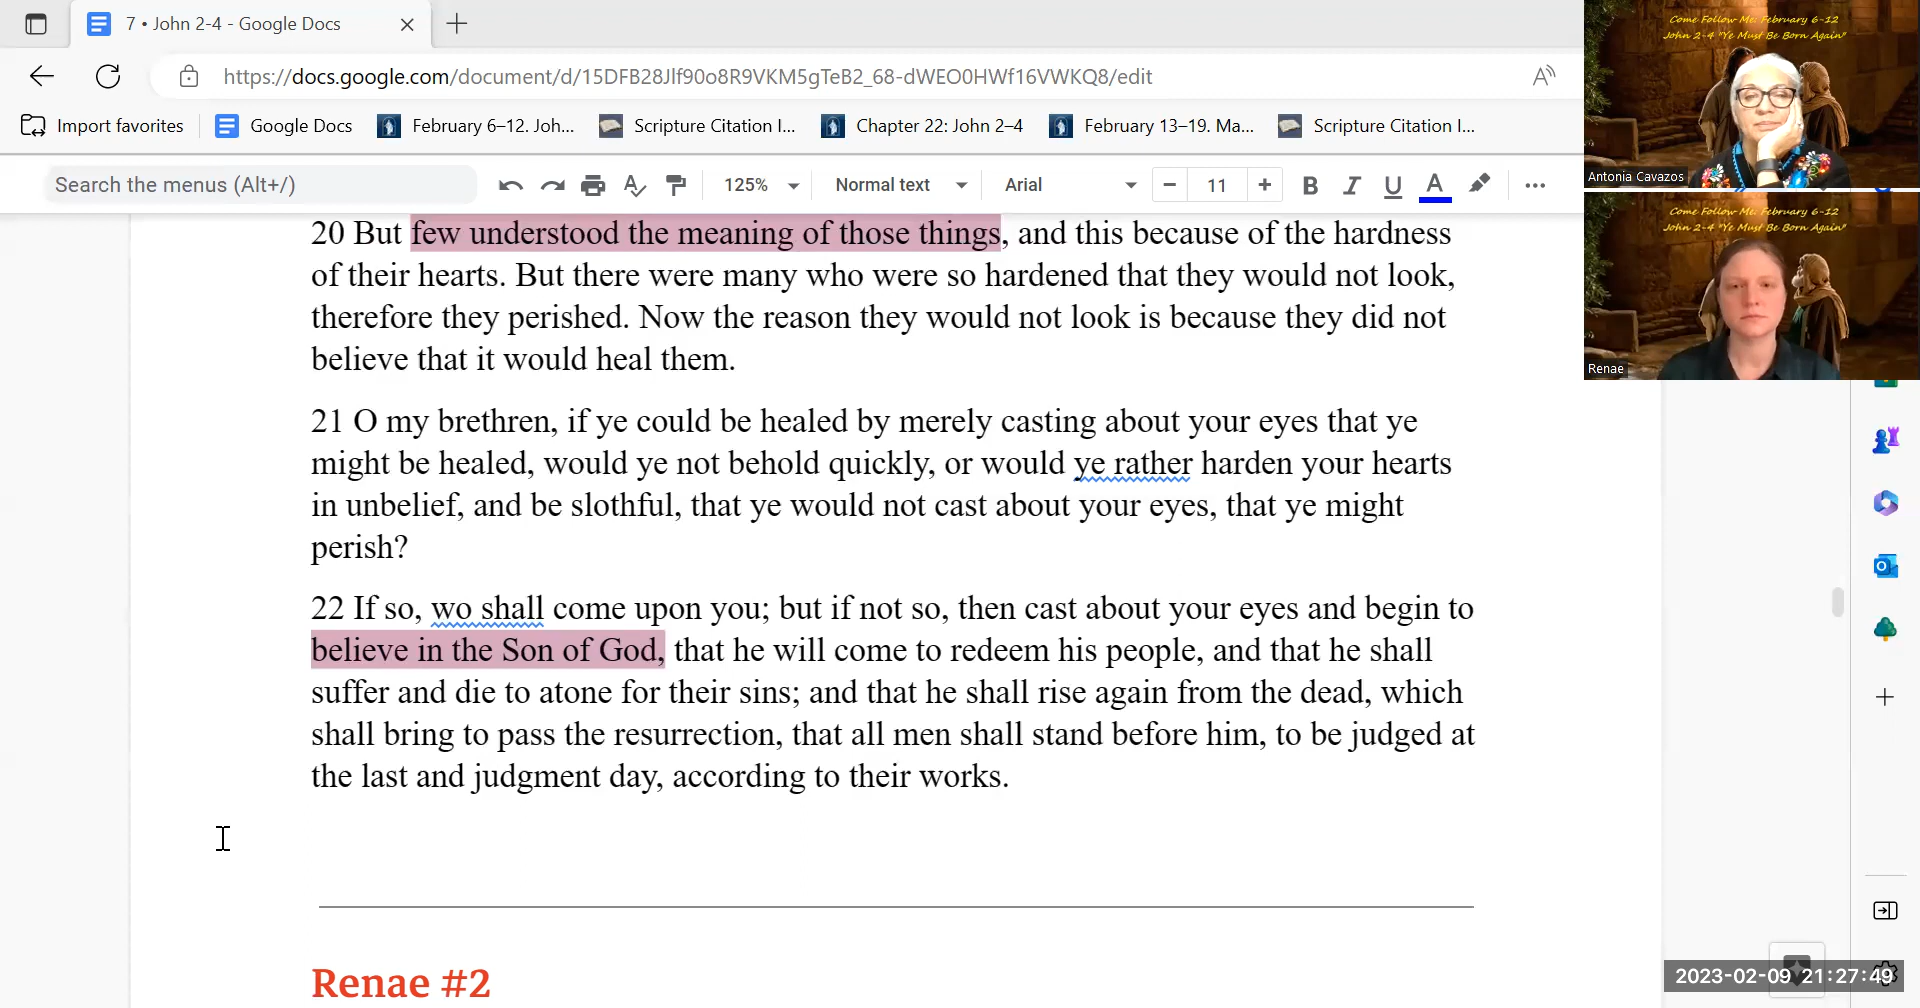 7 • John 2-4 - Google Docs
https://docs.google.com/document/d/15DFB28Jlf90o8R9VKM5gTeB2_68-dWEO0HWf16VWKQ8/edit
Import favorites
Google Docs
February 6–12. Joh...
Scripture Citation I...
Chapter 22: John 2–4
February 13–19. Ma...
Scripture Citation I...
Search the menus (Alt+/)
125%
Normal text
Arial
11
B I U A
20 But few understood the meaning of those things, and this because of the hardness
of their hearts. But there were many who were so hardened that they would not look,
therefore they perished. Now the reason they would not look is because they did not
believe that it would heal them.
21 O my brethren, if ye could be healed by merely casting about your eyes that ye
might be healed, would ye not behold quickly, or would ye rather harden your hearts
in unbelief, and be slothful, that ye would not cast about your eyes, that ye might
perish?
22 If so, wo shall come upon you; but if not so, then cast about your eyes and begin to
believe in the Son of God, that he will come to redeem his people, and that he shall
suffer and die to atone for their sins; and that he shall rise again from the dead, which
shall bring to pass the resurrection, that all men shall stand before him, to be judged at
the last and judgment day, according to their works.
Renae #2
Come Follow Me: February 6-12
John 2-4 "Ye Must Be Born Again"
Antonia Cavazos
Come Follow Me: February 6-12
John 2-4 "Ye Must Be Born Again"
Renae
2023-02-09 21:27:49